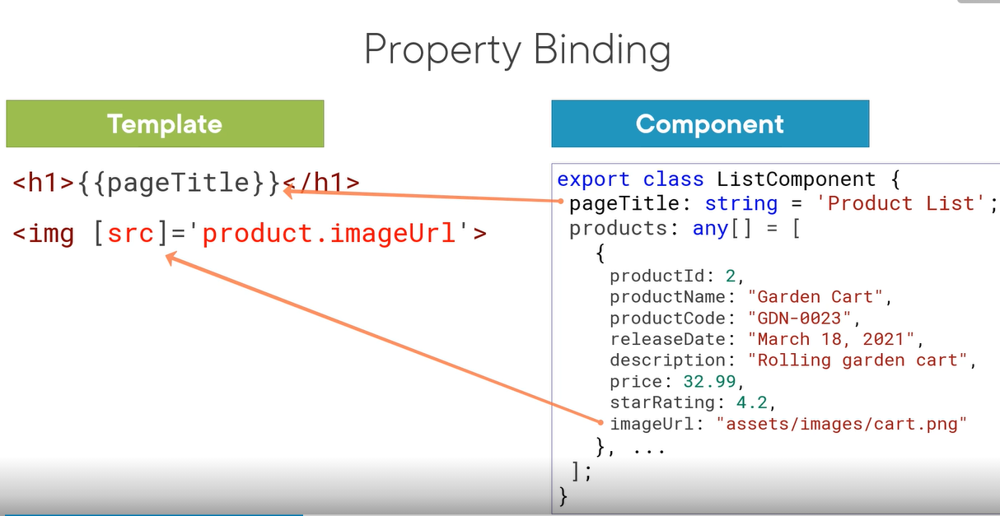 Property Binding
Template
<h1>{{pageTitle}}</h1>
<img [src]='product.imageUrl'>
Component
export class ListComponent {
pageTitle: string = 'Product List';
products: any[] = [
{
productId: 2,
productName: "Garden Cart",
productCode: "GDN-0023",
releaseDate: "March 18, 2021",
description: "Rolling garden cart",
price: 32.99,
starRating: 4.2,
imageUrl: "assets/images/cart.png"
}, ...
];
}